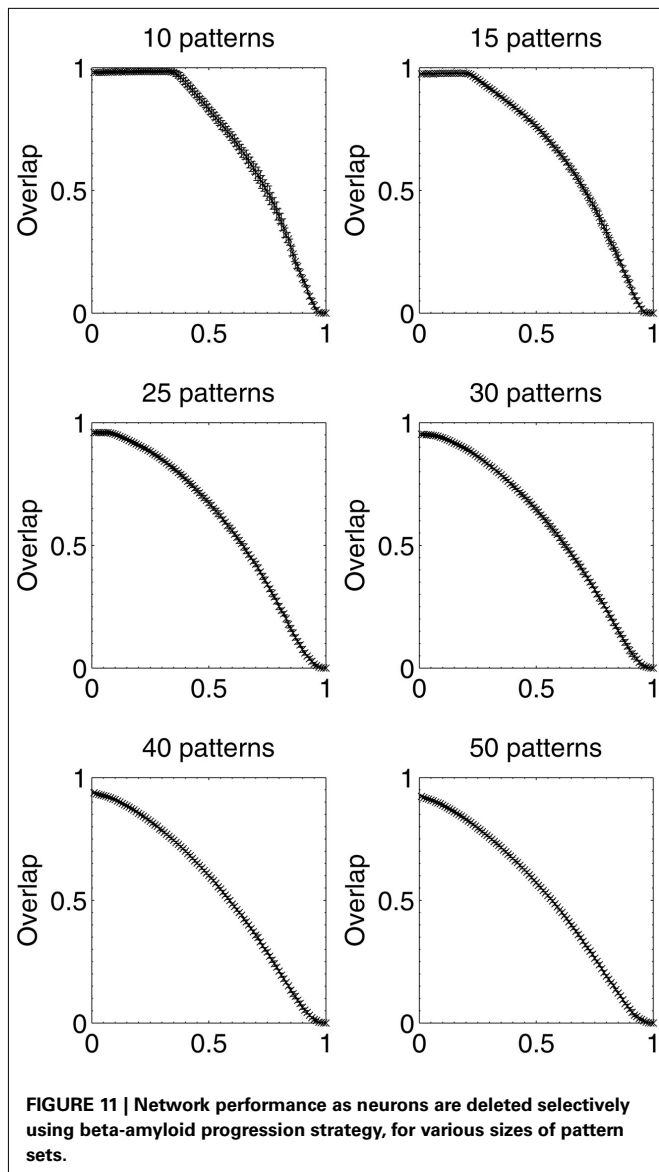 10 patterns
15 patterns
1
0.5
0
Overlap
0
0.5
1
1
0.5
0
Overlap
0
0.5
1
25 patterns
30 patterns
1
0.5
0
Overlap
0
0.5
1
1
0.5
0
Overlap
0
0.5
1
40 patterns
50 patterns
1
0.5
0
Overlap
0
0.5
1
1
0.5
0
Overlap
0
0.5
1
FIGURE 11 | Network performance as neurons are deleted selectively
using beta-amyloid progression strategy, for various sizes of pattern
sets.